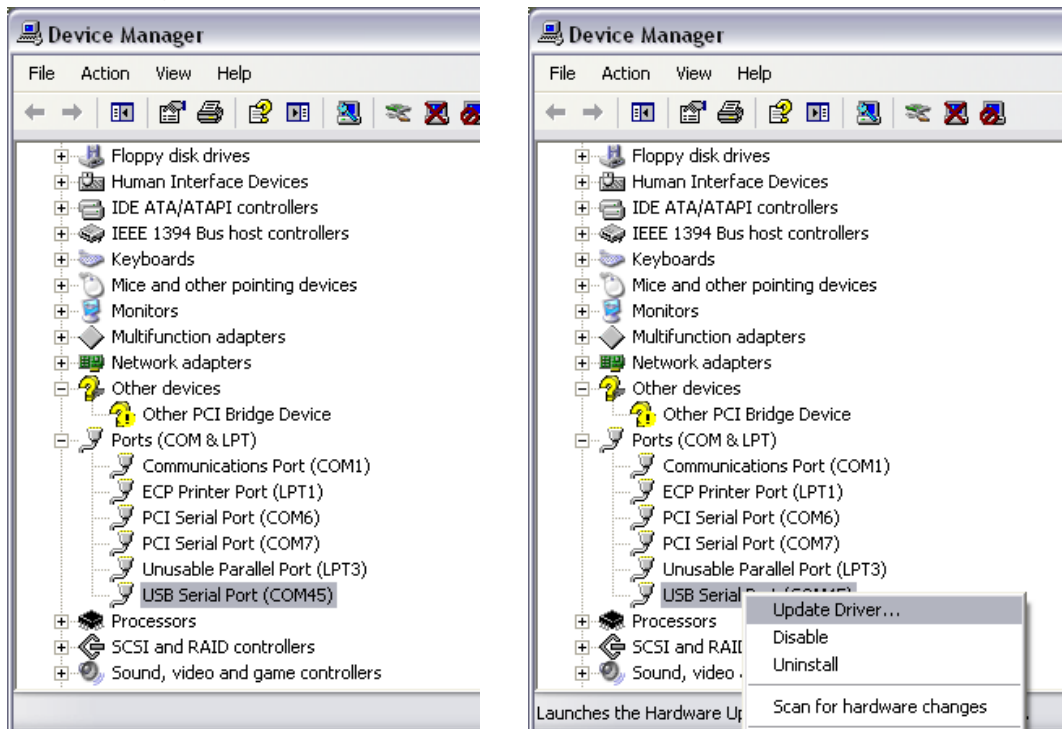 Device Manager
File Action View Help
Floppy disk drives
Human Interface Devices
IDE ATA/ATAPI controllers
IEEE 1394 Bus host controllers
Keyboards
Mice and other pointing devices
Monitors
Multifunction adapters
Network adapters
Other devices
Other PCI Bridge Device
Ports (COM & LPT)
Communications Port (COM1)
ECP Printer Port (LPT1)
PCI Serial Port (COM6)
PCI Serial Port (COM7)
Unusable Parallel Port (LPT3)
USB Serial Port (COM45)
Processors
SCSI and RAID controllers
Sound, video and game controllers
Device Manager
File Action View Help
Floppy disk drives
Human Interface Devices
IDE ATA/ATAPI controllers
IEEE 1394 Bus host controllers
Keyboards
Mice and other pointing devices
Monitors
Multifunction adapters
Network adapters
Other devices
Other PCI Bridge Device
Ports (COM & LPT)
Communications Port (COM1)
ECP Printer Port (LPT1)
PCI Serial Port (COM6)
PCI Serial Port (COM7)
Unusable Parallel Port (LPT3)
USB Serial
Processors
SCSI and RAID
Sound, video
Update Driver...
Disable
Uninstall
Scan for hardware changes
Launches the Hardware